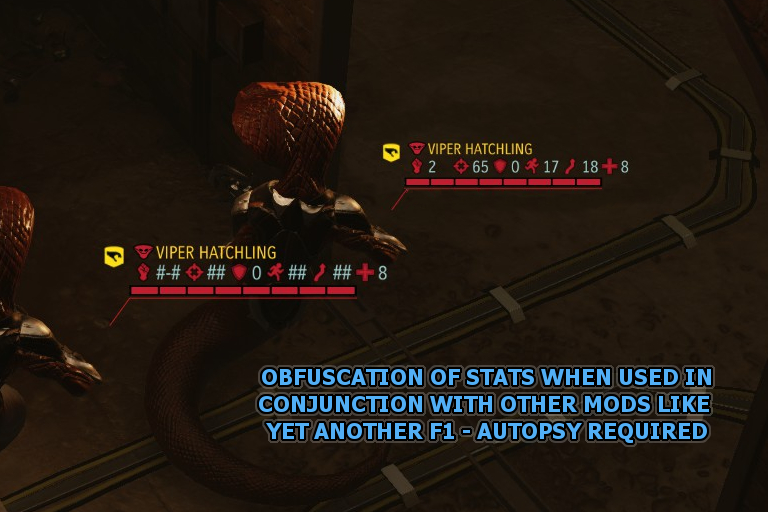 VIPER HATCHLING
2 65 0 17 18 8
VIPER HATCHLING
#-# ## 0 ## ## 8
OBFUSCATION OF STATS WHEN USED IN
CONJUNCTION WITH OTHER MODS LIKE
YET ANOTHER F1 - AUTOPSY REQUIRED